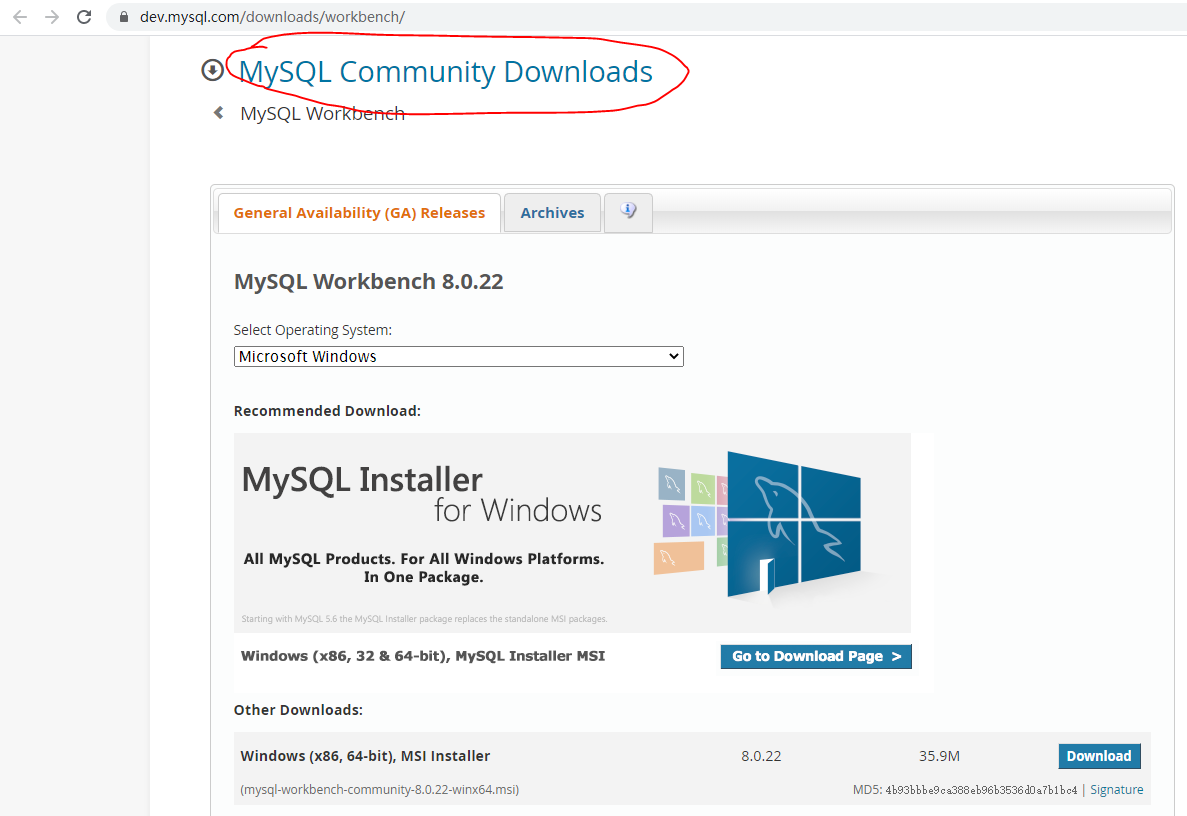 dev.mysql.com/downloads/workbench/
MySQL Community Downloads
MySQL Workbench
General Availability (GA) Releases
Archives
MySQL Workbench 8.0.22
Select Operating System:
Microsoft Windows
Recommended Download:
MySQL Installer
for Windows
All MySQL Products. For All Windows Platforms.
In One Package.
Starting with MySQL 5.6 the MySQL Installer package replaces the standalone MSI packages.
Windows (x86, 32 & 64-bit), MySQL Installer MSI
Go to Download Page >
Other Downloads:
Windows (x86, 64-bit), MSI Installer 8.0.22 35.9M Download
(mysql-workbench-community-8.0.22-winx64.msi) MD5: 4b93bbbe9ca388eb96b3536d0a7b1bc4 | Signature